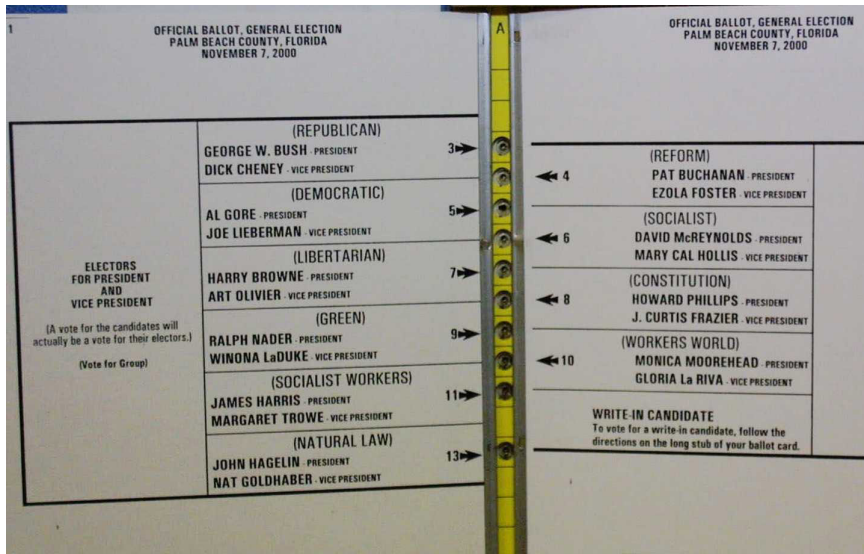 1
OFFICIAL BALLOT, GENERAL ELECTION
PALM BEACH COUNTY, FLORIDA
NOVEMBER 7, 2000
ELECTORS
FOR PRESIDENT
AND
VICE PRESIDENT
(A vote for the candidates will
actually be a vote for their electors.)
(Vote for Group)
(REPUBLICAN)
GEORGE W. BUSH - PRESIDENT
DICK CHENEY - VICE PRESIDENT
3
(DEMOCRATIC)
AL GORE - PRESIDENT
JOE LIEBERMAN - VICE PRESIDENT
5
(LIBERTARIAN)
HARRY BROWNE - PRESIDENT
ART OLIVIER - VICE PRESIDENT
7
(GREEN)
RALPH NADER - PRESIDENT
WINONA LaDUKE - VICE PRESIDENT
9
(SOCIALIST WORKERS)
JAMES HARRIS - PRESIDENT
MARGARET TROWE - VICE PRESIDENT
11
(NATURAL LAW)
JOHN HAGELIN - PRESIDENT
NAT GOLDHABER - VICE PRESIDENT
13
A
OFFICIAL BALLOT, GENERAL ELECTION
PALM BEACH COUNTY, FLORIDA
NOVEMBER 7, 2000
(REFORM)
4
PAT BUCHANAN - PRESIDENT
EZOLA FOSTER - VICE PRESIDENT
(SOCIALIST)
6
DAVID McREYNOLDS - PRESIDENT
MARY CAL HOLLIS - VICE PRESIDENT
(CONSTITUTION)
8
HOWARD PHILLIPS - PRESIDENT
J. CURTIS FRAZIER - VICE PRESIDENT
(WORKERS WORLD)
10
MONICA MOOREHEAD - PRESIDENT
GLORIA La RIVA - VICE PRESIDENT
WRITE-IN CANDIDATE
To vote for a write-in candidate, follow the
directions on the long stub of your ballot card.